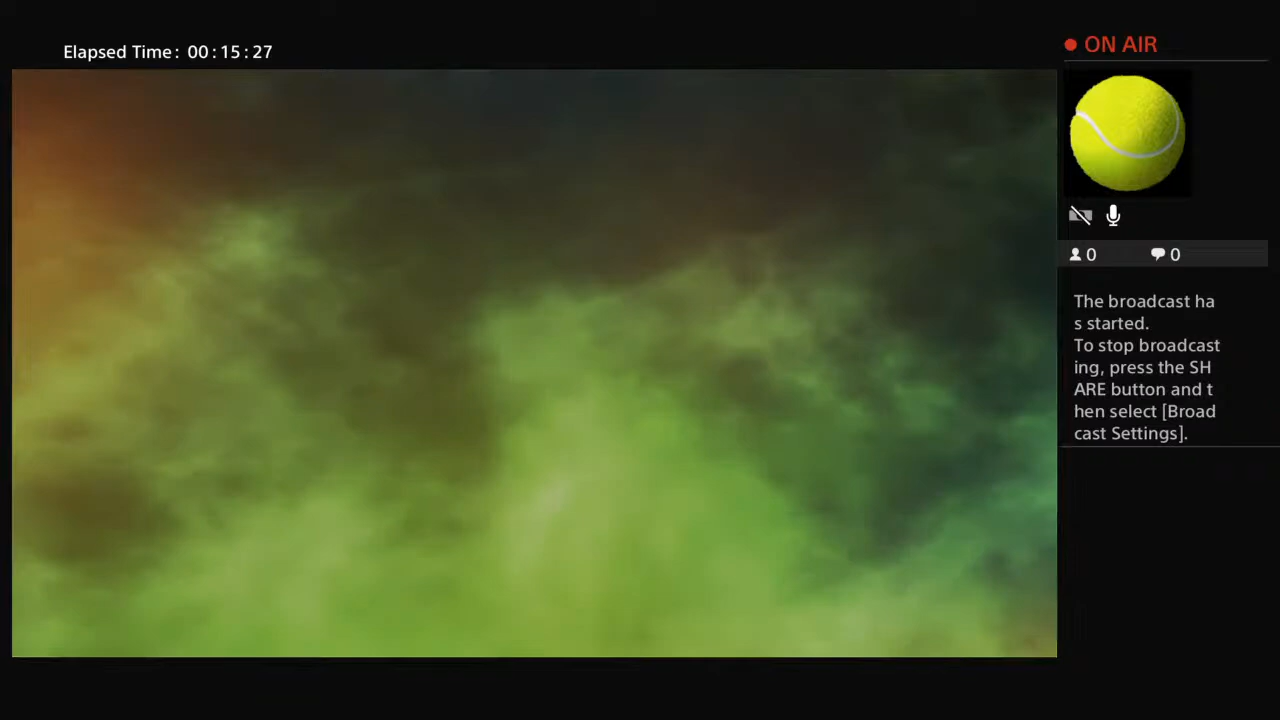 Elapsed Time: 00:15:27
ON AIR
0 0
The broadcast ha
s started.
To stop broadcast
ing, press the SH
ARE button and t
hen select [Broad
cast Settings].